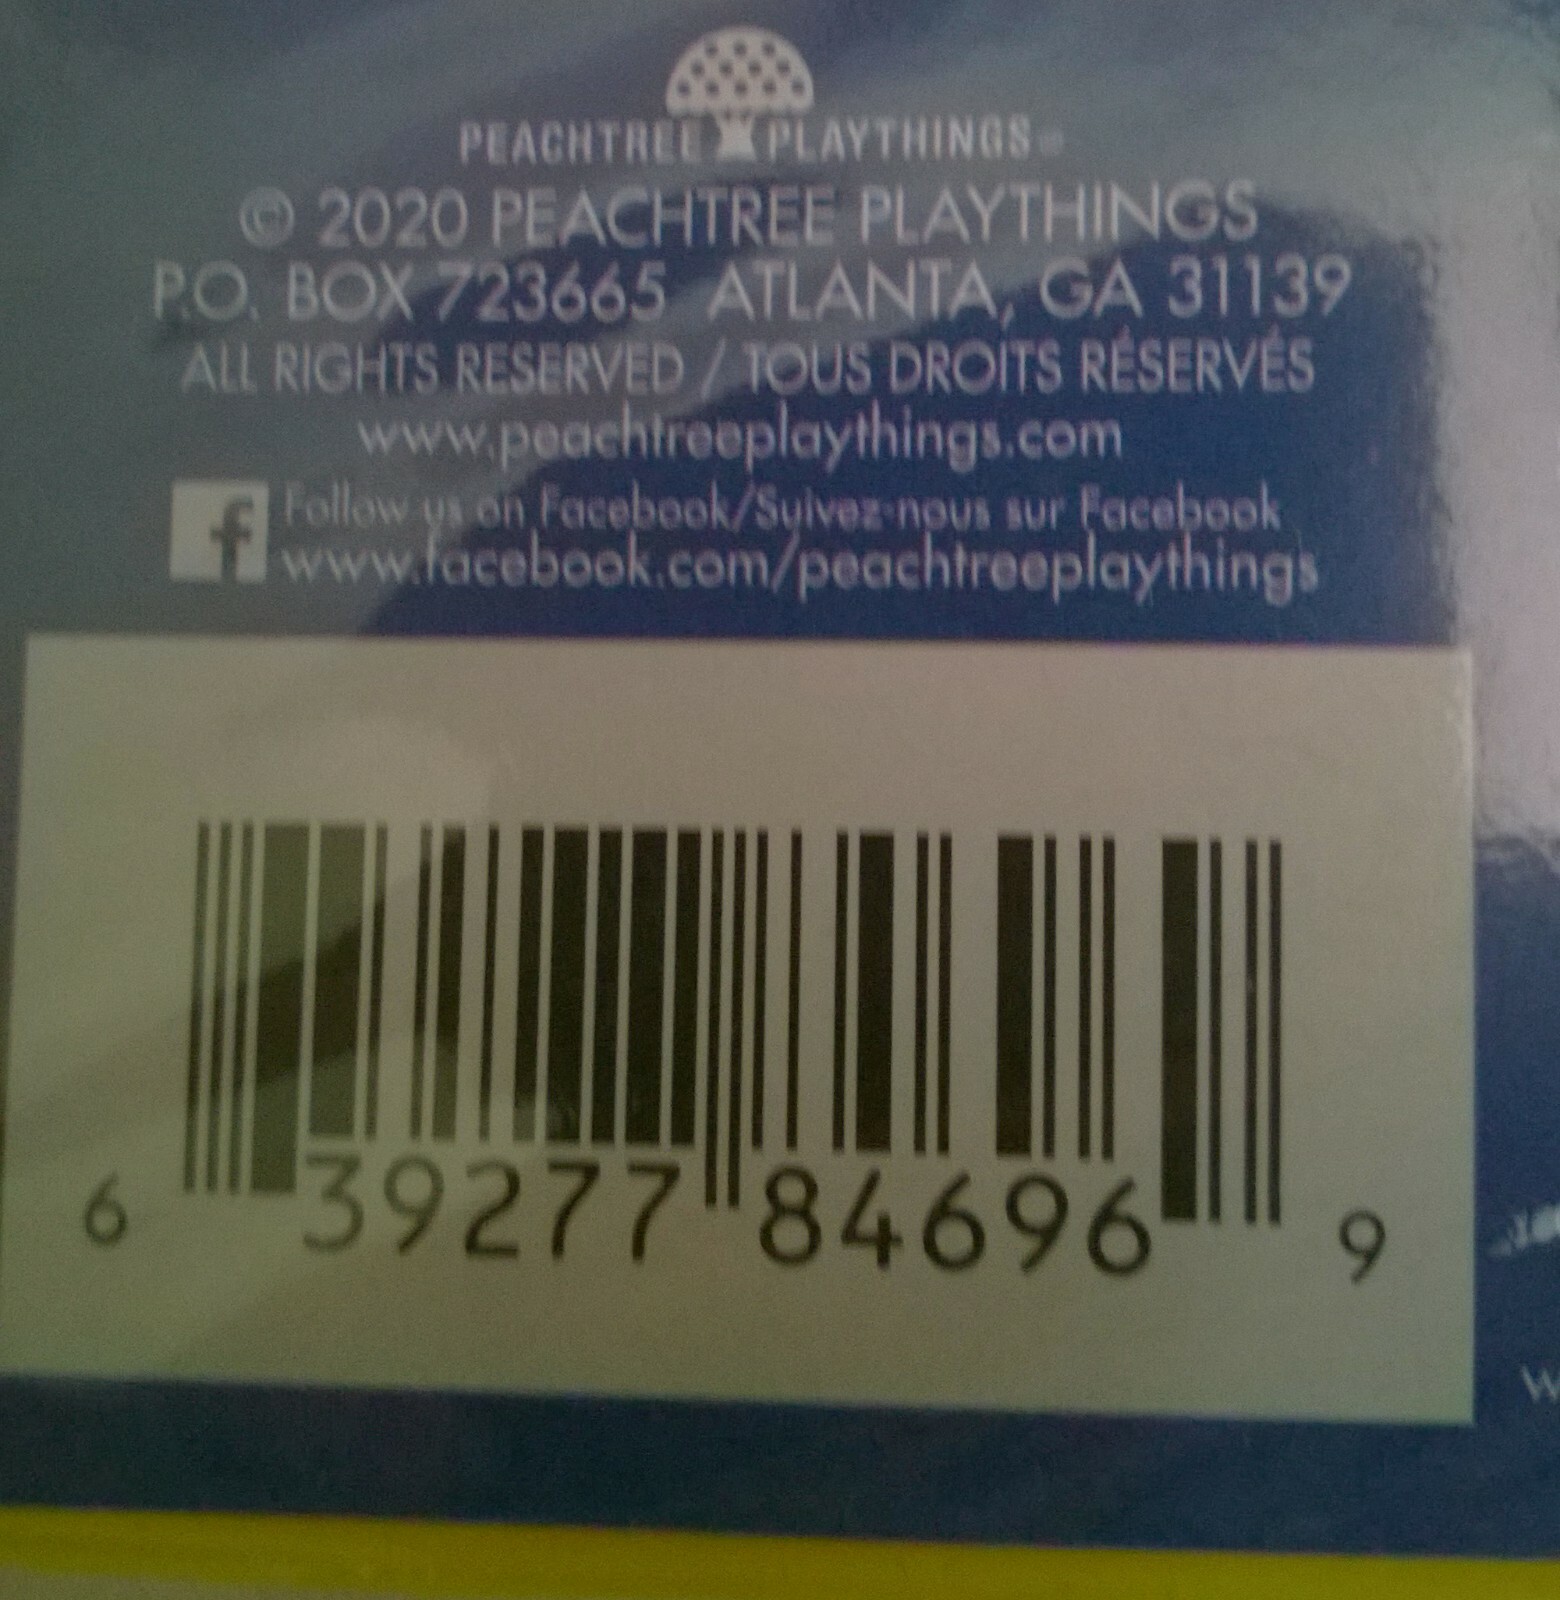 PEACHTREE PLAYTHINGS
© 2020 PEACHTREE PLAYTHINGS
P.O. BOX 723665 ATLANTA, GA 31139
ALL RIGHTS RESERVED / TOUS DROITS RÉSERVÉS
www.peachtreeplaythings.com
f Follow us on Facebook/Suivez-nous sur Facebook
www.facebook.com/peachtreeplaythings
6 39277 84696 9